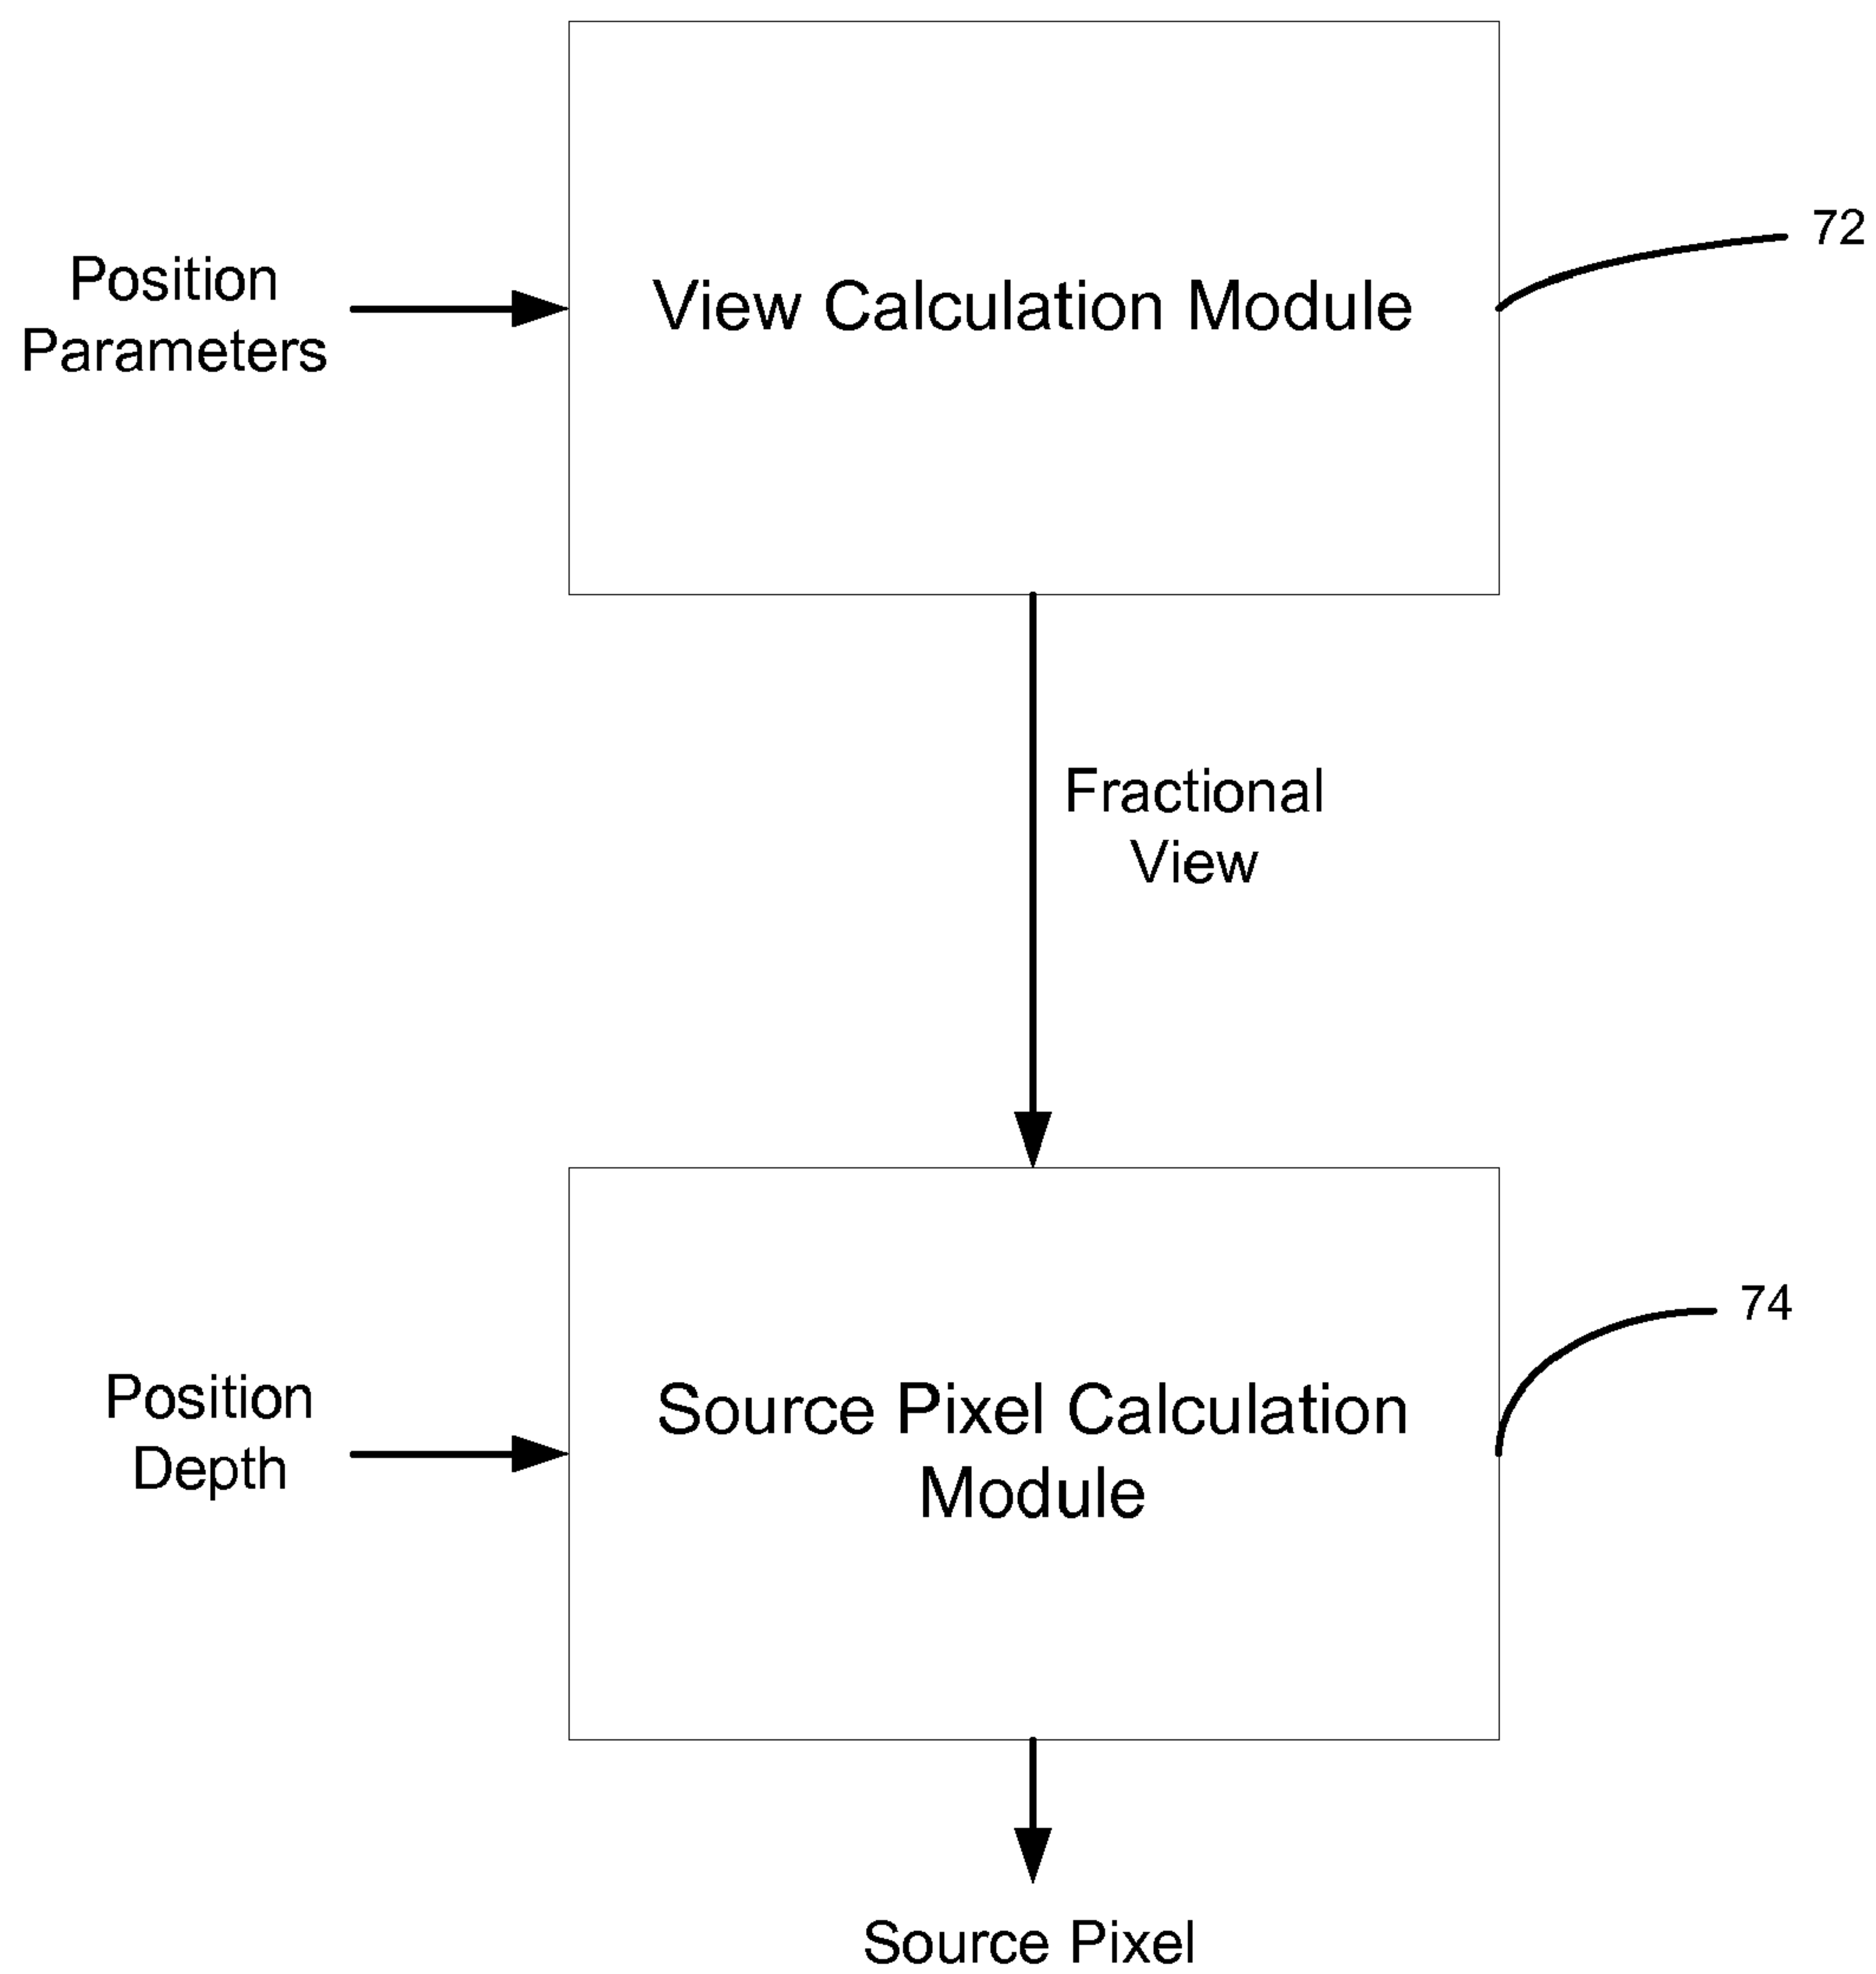 72
Position
Parameters
View Calculation Module
Fractional
View
74
Position
Depth
Source Pixel Calculation
Module
Source Pixel